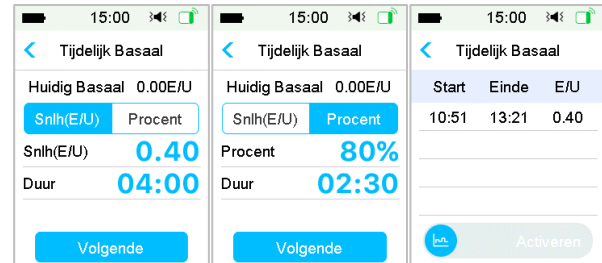 15:00
Tijdelijk Basaal
Huidig Basaal 0.00E/U
Snlh(E/U) Procent
Snlh(E/U) 0.40
Duur 04:00
Volgende
15:00
Tijdelijk Basaal
Huidig Basaal 0.00E/U
Snlh(E/U) Procent
Procent 80%
Duur 02:30
Volgende
15:00
Tijdelijk Basaal
Start Einde E/U
10:51 13:21 0.40
Activeren